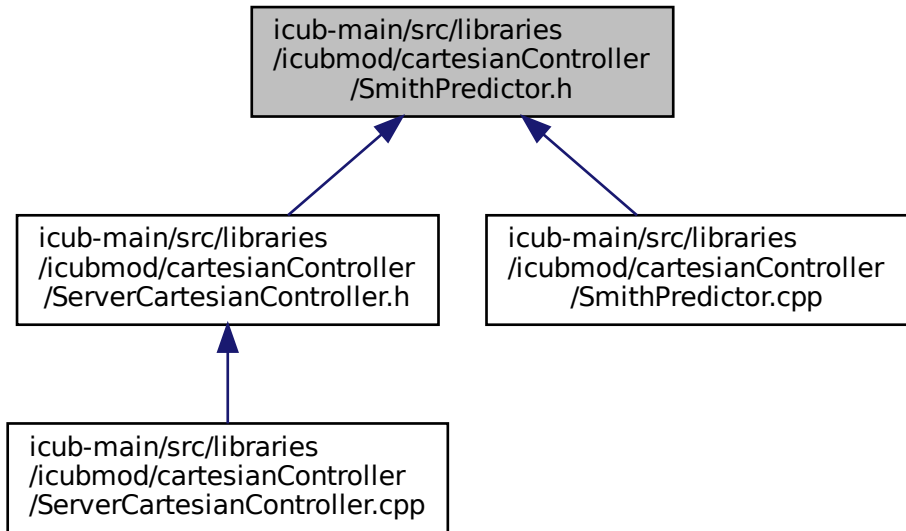 icub-main/src/libraries
/icubmod/cartesianController
/SmithPredictor.h
icub-main/src/libraries
/icubmod/cartesianController
/ServerCartesianController.h
icub-main/src/libraries
/icubmod/cartesianController
/SmithPredictor.cpp
icub-main/src/libraries
/icubmod/cartesianController
/ServerCartesianController.cpp